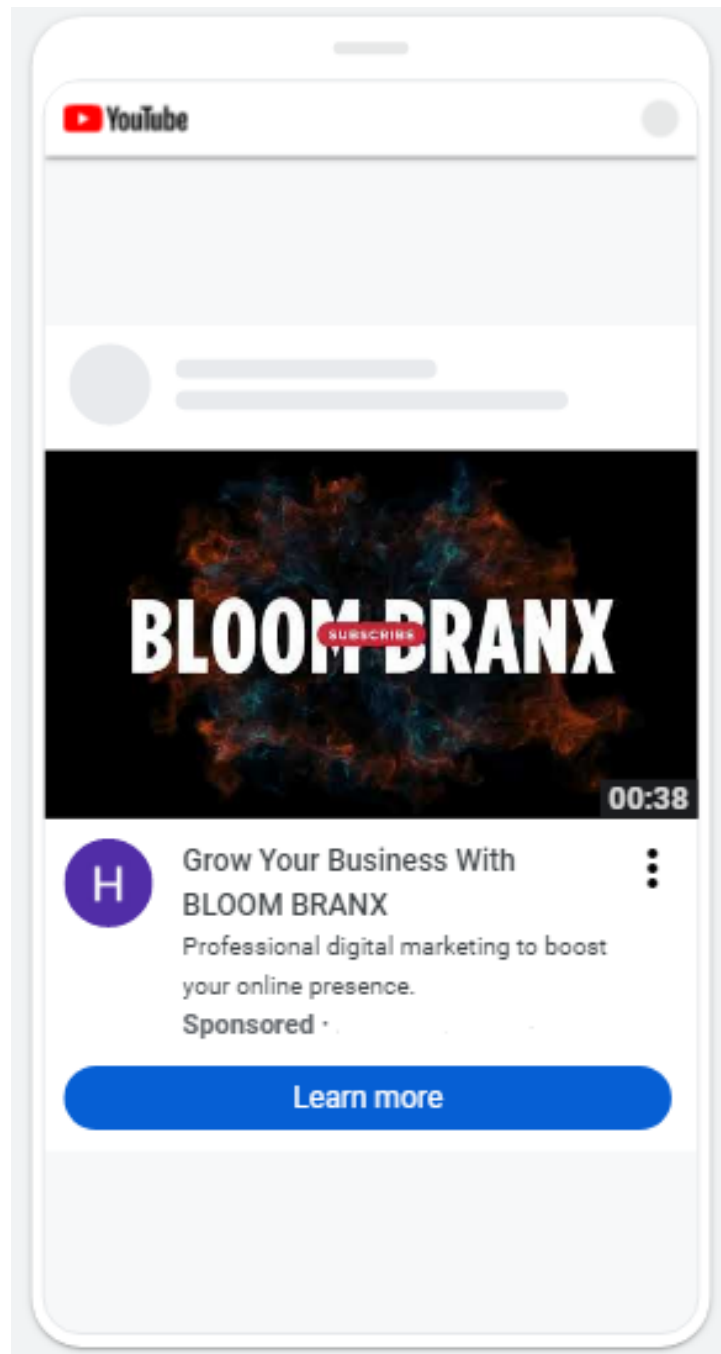 YouTube
BLOOM BRANX
SUBSCRIBE
00:38
H
Grow Your Business With
BLOOM BRANX
Professional digital marketing to boost
your online presence.
Sponsored ·
Learn more